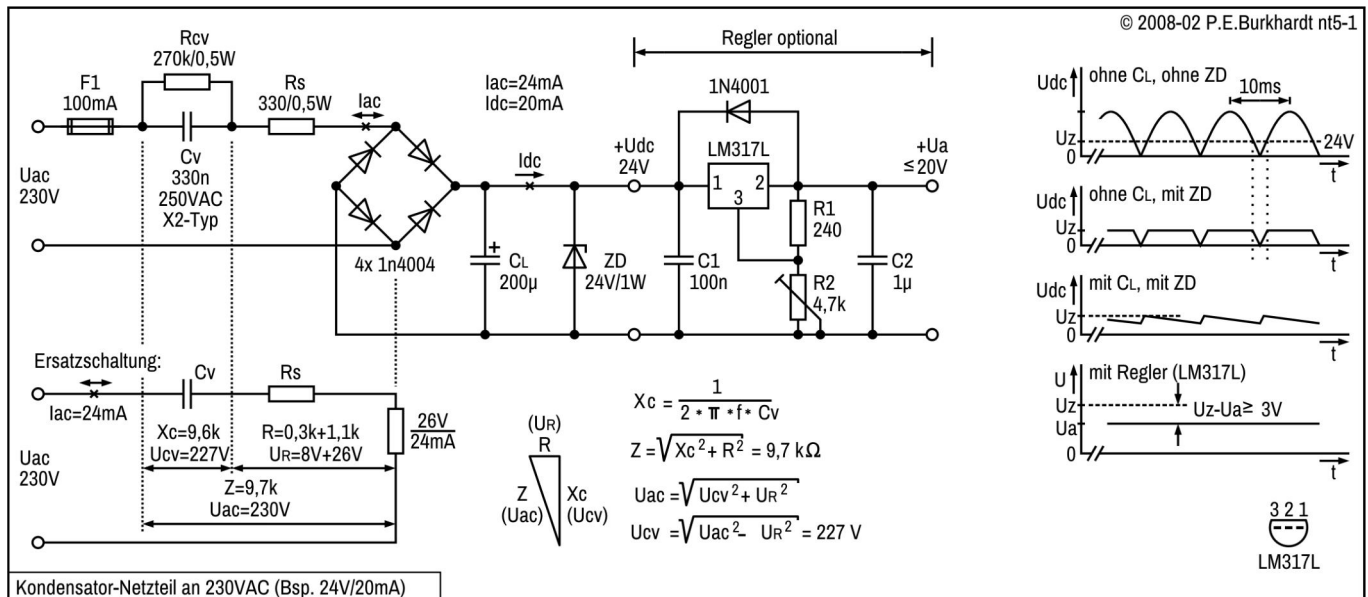 © 2008-02 P.E.Burkhardt nt5-1
Rcv
270k/0,5W
F1
100mA
Rs
330/0,5W
Iac
Iac=24mA
Idc=20mA
Regler optional
1N4001
Cv
330n
250VAC
X2-Typ
Uac
230V
Idc
+Udc
24V
LM317L
1
2
3
+Ua
≤20V
4x 1n4004
+
CL
200µ
ZD
24V/1W
C1
100n
R1
240
R2
4,7k
C2
1µ
Udc
ohne CL, ohne ZD
10ms
Uz
24V
0
t
Udc
ohne CL, mit ZD
Uz
0
t
Udc
mit CL, mit ZD
Uz
0
t
U
mit Regler (LM317L)
Uz
Uz-Ua≥ 3V
Ua
0
t
3 2 1
LM317L
Ersatzschaltung:
Iac=24mA
Cv
Rs
26V
24mA
Uac
230V
Xc=9,6k
Ucv=227V
R=0,3k+1,1k
UR=8V+26V
Z=9,7k
Uac=230V
(UR)
R
Z
(Uac)
Xc
(Ucv)
Xc = 1 / 2 * π * f * Cv
Z = √Xc² + R² = 9,7 kΩ
Uac = √Ucv² + UR²
Ucv = √Uac² - UR² = 227 V
Kondensator-Netzteil an 230VAC (Bsp. 24V/20mA)